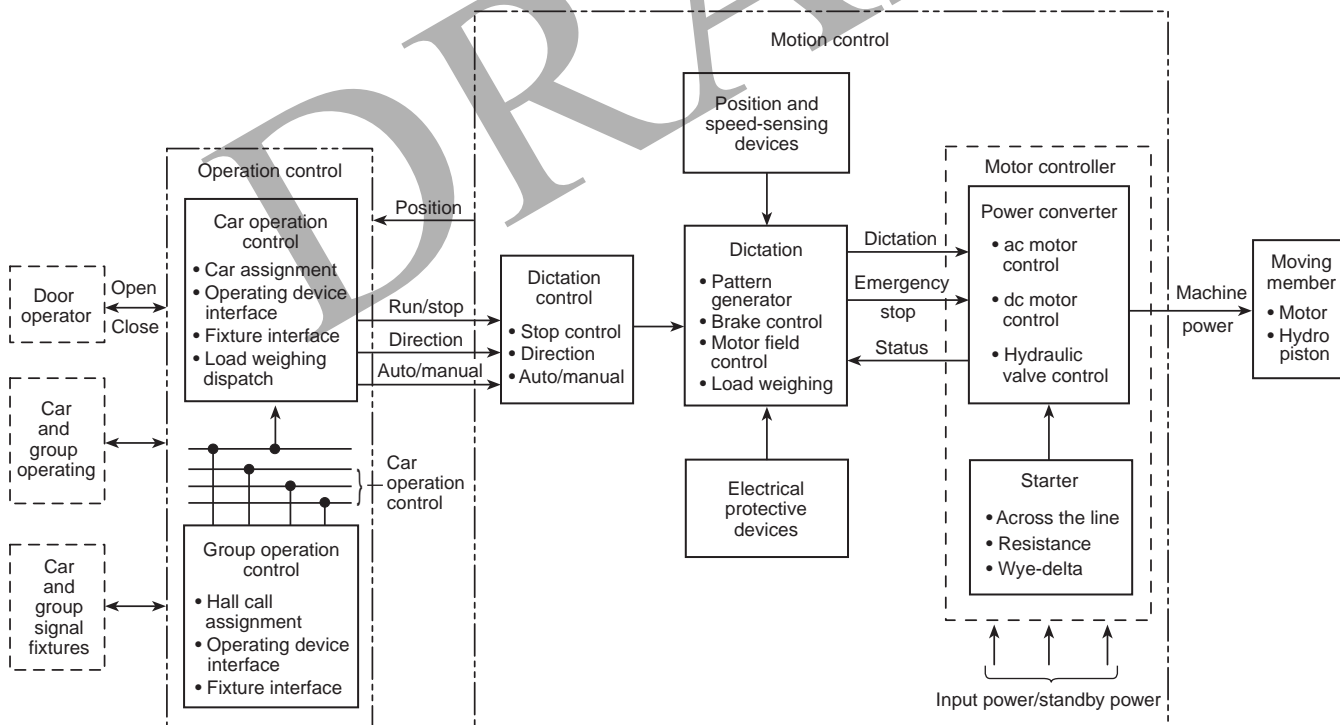 DRA
Motion control
Position and
speed-sensing
devices
Operation control
Motor controller
Car operation
control
• Car assignment
• Operating device
interface
• Fixture interface
• Load weighing
dispatch
Position
Power converter
• ac motor
control
• dc motor
control
• Hydraulic
valve control
Door
operator
Open
Close
Run/stop
Direction
Auto/manual
Dictation
control
• Stop control
• Direction
• Auto/manual
Dictation
• Pattern
generator
• Brake control
• Motor field
control
• Load weighing
Dictation
Emergency
stop
Status
Machine
power
Moving
member
• Motor
• Hydro
piston
Car
and
group
operating
Car
operation
control
Electrical
protective
devices
Starter
• Across the line
• Resistance
• Wye-delta
Car
and
group
signal
fixtures
Group operation
control
• Hall call
assignment
• Operating device
interface
• Fixture interface
Input power/standby power